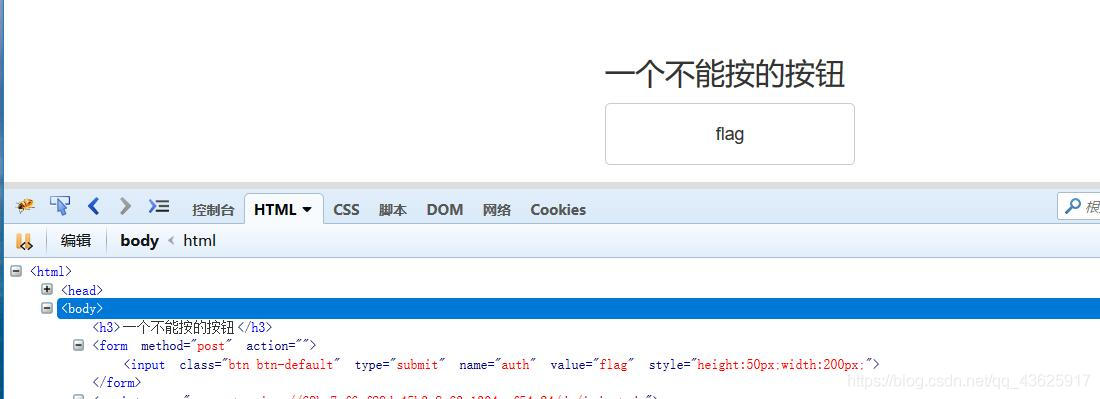 一个不能按的按钮
flag
控制台 HTML CSS 脚本 DOM 网络 Cookies
编辑 body < html
<html>
<head>
<body>
<h3>一个不能按的按钮</h3>
<form method="post" action="">
<input class="btn btn-default" type="submit" name="auth" value="flag" style="height:50px;width:200px;">
</form>
https://blog.csdn.net/qq_43625917